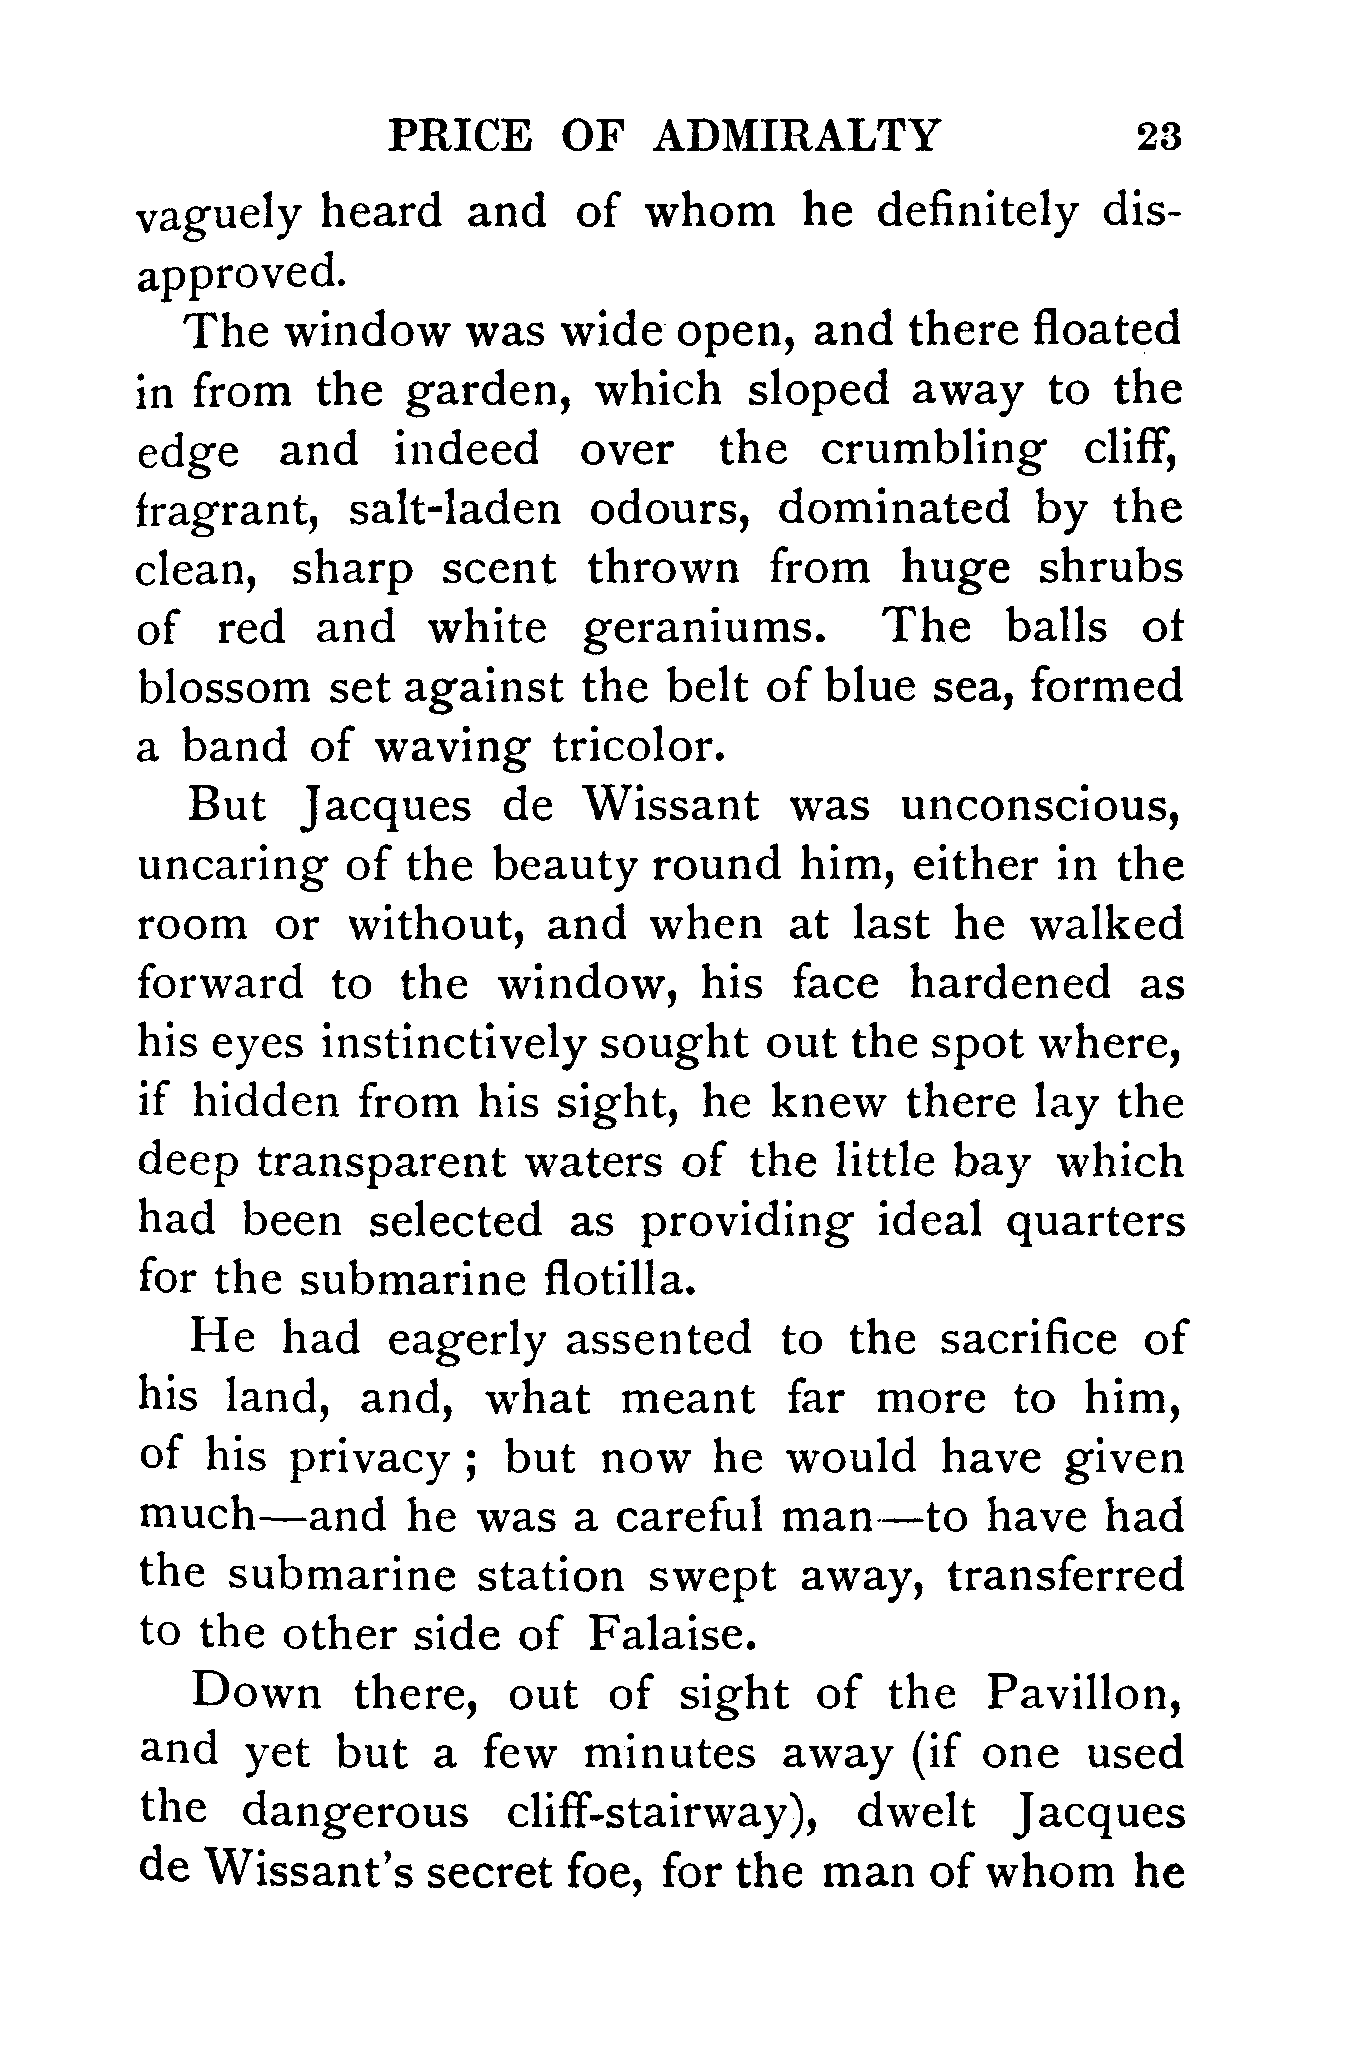 PRICE OF ADMIRALTY 23
vaguely heard and of whom he definitely dis-
approved.
The window was wide open, and there floated
in from the garden, which sloped away to the
edge and indeed over the crumbling cliff,
fragrant, salt-laden odours, dominated by the
clean, sharp scent thrown from huge shrubs
of red and white geraniums. The balls of
blossom set against the belt of blue sea, formed
a band of waving tricolor.
But Jacques de Wissant was unconscious,
uncaring of the beauty round him, either in the
room or without, and when at last he walked
forward to the window, his face hardened as
his eyes instinctively sought out the spot where,
if hidden from his sight, he knew there lay the
deep transparent waters of the little bay which
had been selected as providing ideal quarters
for the submarine flotilla.
He had eagerly assented to the sacrifice of
his land, and, what meant far more to him,
of his privacy ; but now he would have given
much—and he was a careful man—to have had
the submarine station swept away, transferred
to the other side of Falaise.
Down there, out of sight of the Pavillon,
and yet but a few minutes away (if one used
the dangerous cliff-stairway), dwelt Jacques
de Wissant's secret foe, for the man of whom he